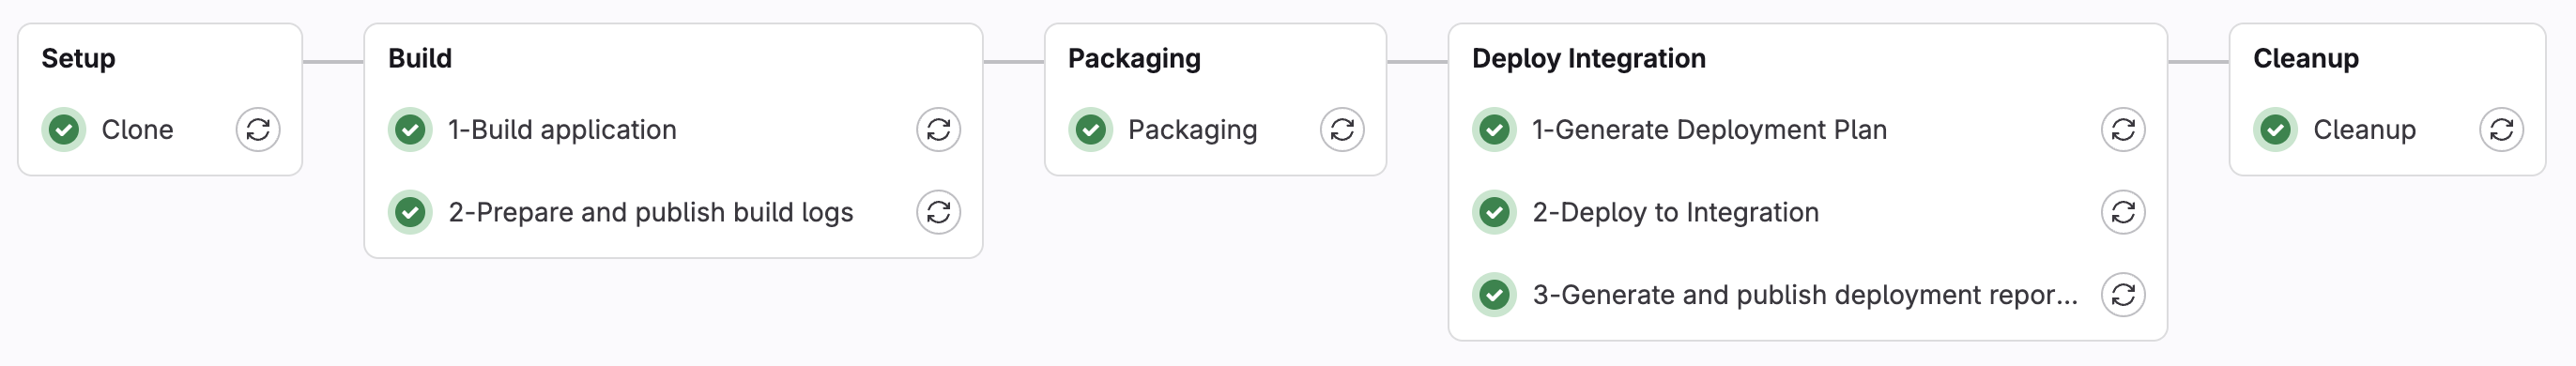 Setup
Clone
Build
1-Build application
2-Prepare and publish build logs
Packaging
Packaging
Deploy Integration
1-Generate Deployment Plan
2-Deploy to Integration
3-Generate and publish deployment repor...
Cleanup
Cleanup